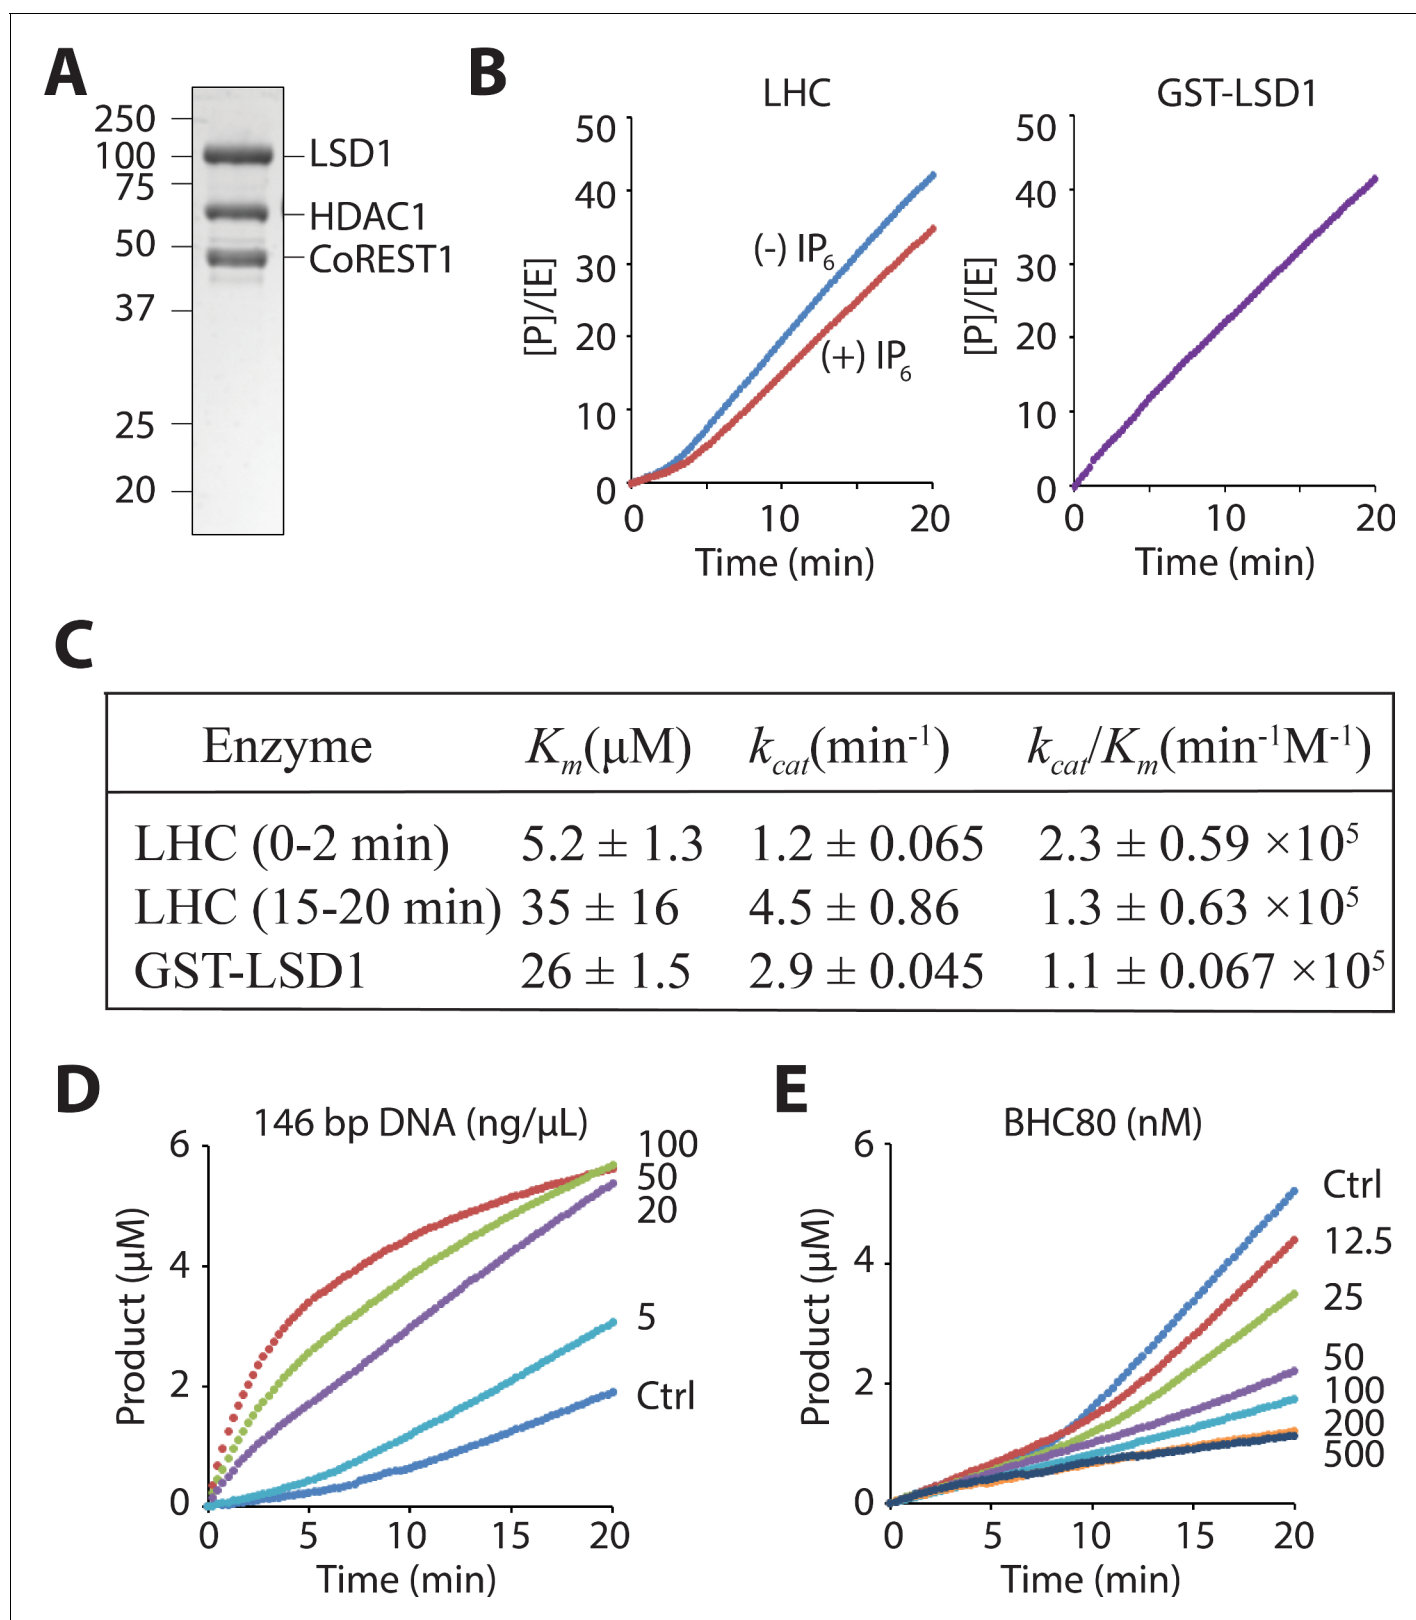 A
250
100
75
50
37
25
20
LSD1
HDAC1
CoREST1
B
LHC
[P]/[E]
50
40
30
20
10
0
(-) IP6
(+) IP6
0 10 20
Time (min)
GST-LSD1
[P]/[E]
50
40
30
20
10
0
0 10 20
Time (min)
C
Enzyme Km(µM) kcat(min-1) kcat/Km(min-1M-1)
LHC (0-2 min) 5.2 ± 1.3 1.2 ± 0.065 2.3 ± 0.59 ×10⁵
LHC (15-20 min) 35 ± 16 4.5 ± 0.86 1.3 ± 0.63 ×10⁵
GST-LSD1 26 ± 1.5 2.9 ± 0.045 1.1 ± 0.067 ×10⁵
D
146 bp DNA (ng/µL)
Product (µM)
6
4
2
0
100
50
20
5
Ctrl
0 5 10 15 20
Time (min)
E
BHC80 (nM)
Product (µM)
6
4
2
0
Ctrl
12.5
25
50
100
200
500
0 5 10 15 20
Time (min)